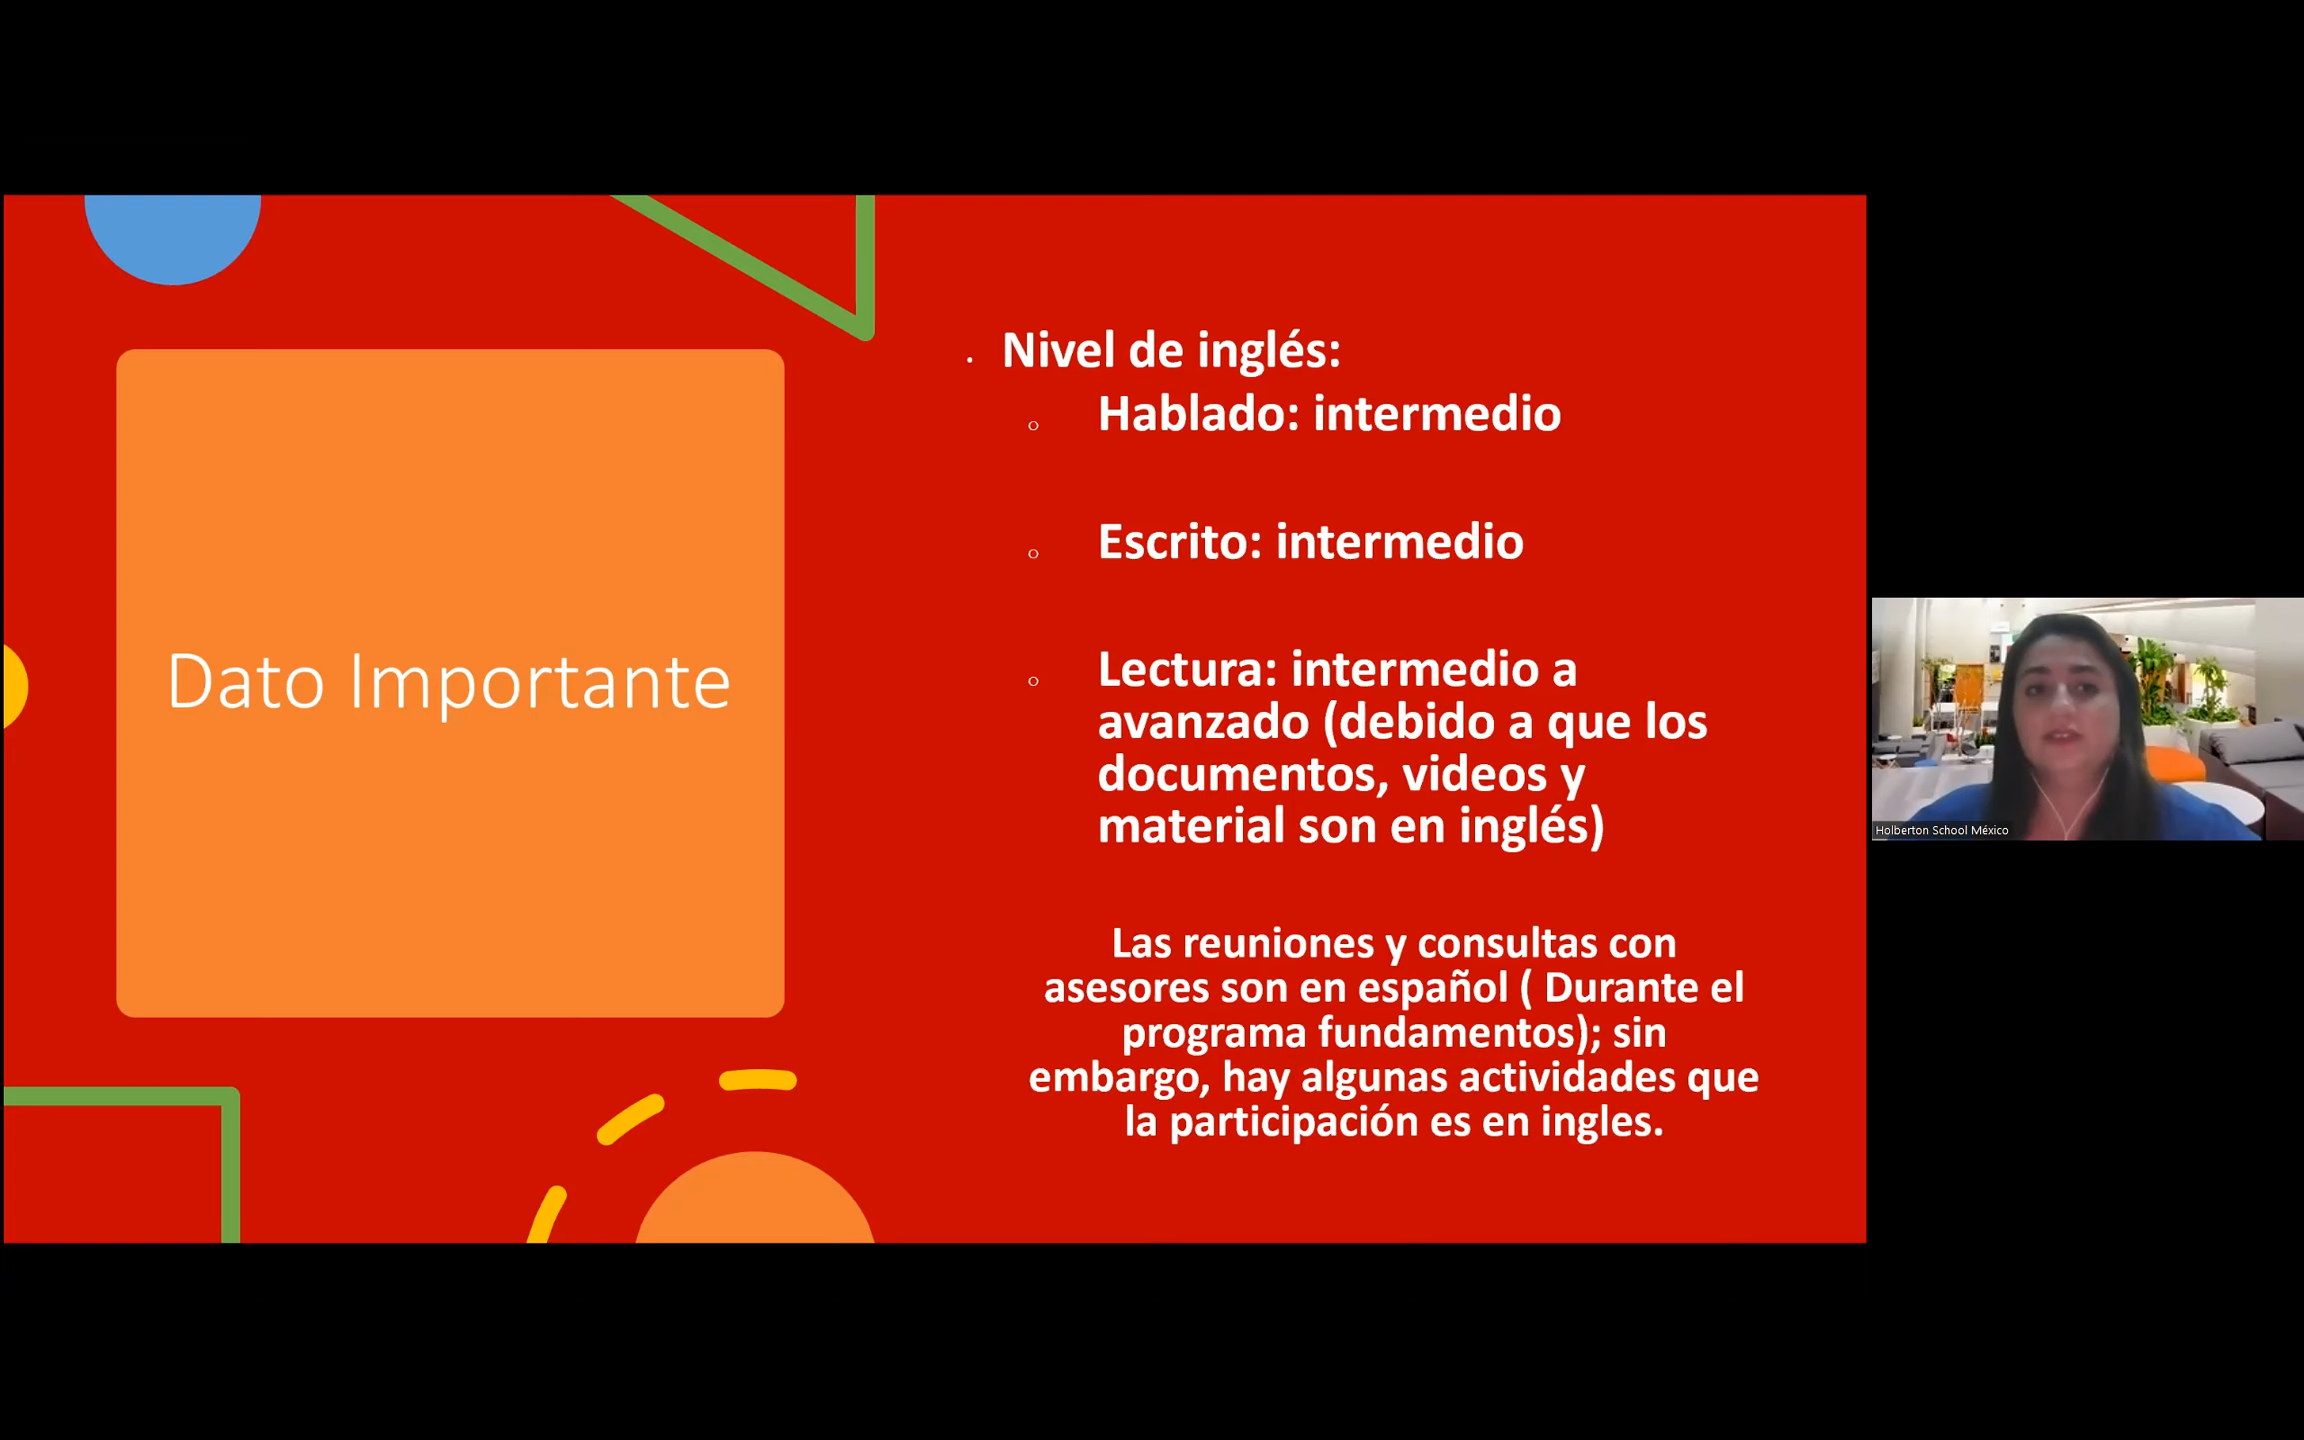 Dato Importante
Nivel de inglés:
Hablado: intermedio
Escrito: intermedio
Lectura: intermedio a
avanzado (debido a que los
documentos, videos y
material son en inglés)
Las reuniones y consultas con
asesores son en español ( Durante el
programa fundamentos); sin
embargo, hay algunas actividades que
la participación es en ingles.
Holberton School México